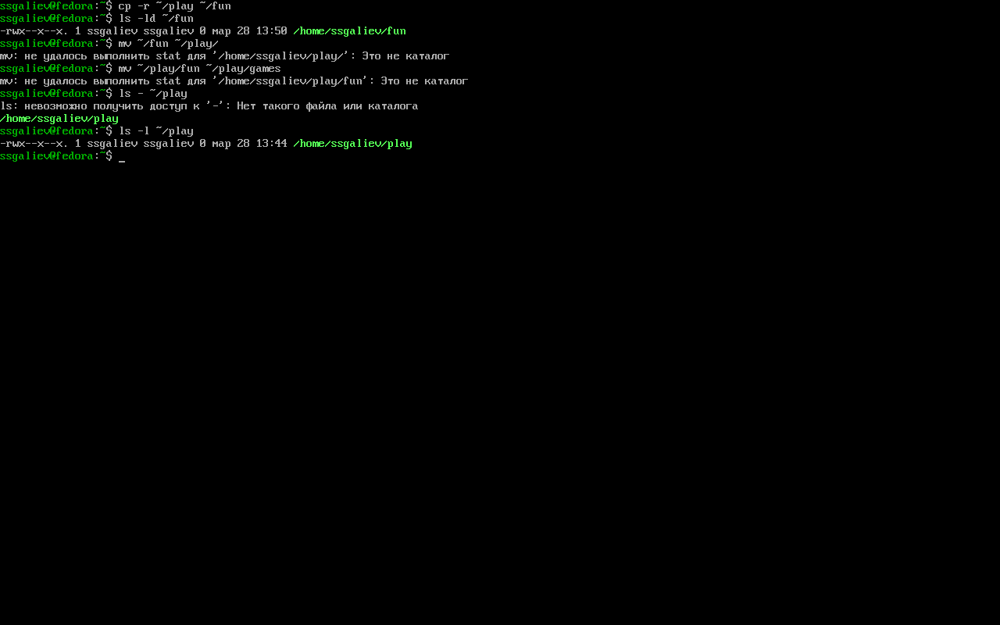 ssgaliev@fedora:~$ cp -r ~/play ~/fun
ssgaliev@fedora:~$ ls -ld ~/fun
-rwx--x--x. 1 ssgaliev ssgaliev 0 мар 28 13:50 /home/ssgaliev/fun
ssgaliev@fedora:~$ mv ~/fun ~/play/
mv: не удалось выполнить stat для '/home/ssgaliev/play/': Это не каталог
ssgaliev@fedora:~$ mv ~/play/fun ~/play/games
mv: не удалось выполнить stat для '/home/ssgaliev/play/fun': Это не каталог
ssgaliev@fedora:~$ ls - ~/play
ls: невозможно получить доступ к '-': Нет такого файла или каталога
/home/ssgaliev/play
ssgaliev@fedora:~$ ls -l ~/play
-rwx--x--x. 1 ssgaliev ssgaliev 0 мар 28 13:44 /home/ssgaliev/play
ssgaliev@fedora:~$ _